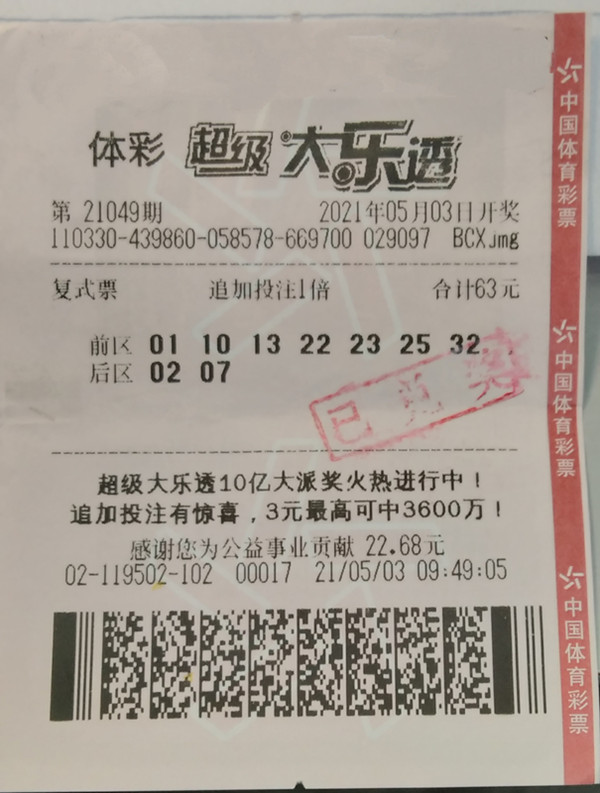 体彩 超级大乐透
第 21049期 2021年05月03日开奖
110330-439860-058578-669700 029097 BCXJmg
复式票 追加投注1倍 合计63元
前区 01 10 13 22 23 25 32
后区 02 07
已兑奖
超级大乐透10亿大派奖火热进行中！
追加投注有惊喜，3元最高可中3600万！
感谢您为公益事业贡献 22.68元
02-119502-102 00017 21/05/03 09:49:05
中国体育彩票
中国体育彩票
中国体育彩票